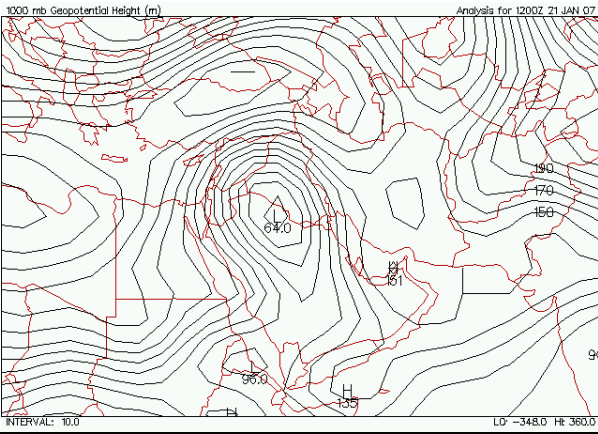 1000 mb Geopotential Height (m) Analysis for 1200Z 21 JAN 07
190
170
150
L
64.0
H
151
L
96.0
H
135
H
INTERVAL: 10.0 LO: -348.0 HI: 360.0